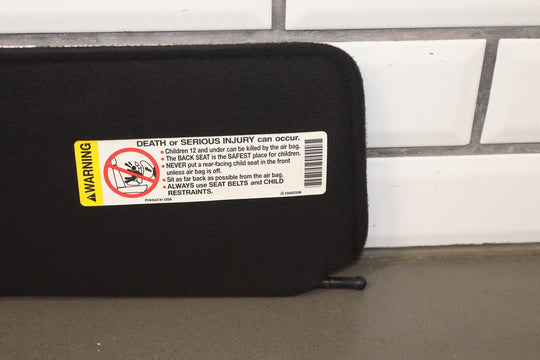 WARNING
DEATH or SERIOUS INJURY can occur.
• Children 12 and under can be killed by the air bag.
• The BACK SEAT is the SAFEST place for children.
• NEVER put a rear-facing child seat in the front
unless air bag is off.
• Sit as far back as possible from the air bag.
• ALWAYS use SEAT BELTS and CHILD
RESTRAINTS.
Printed in USA